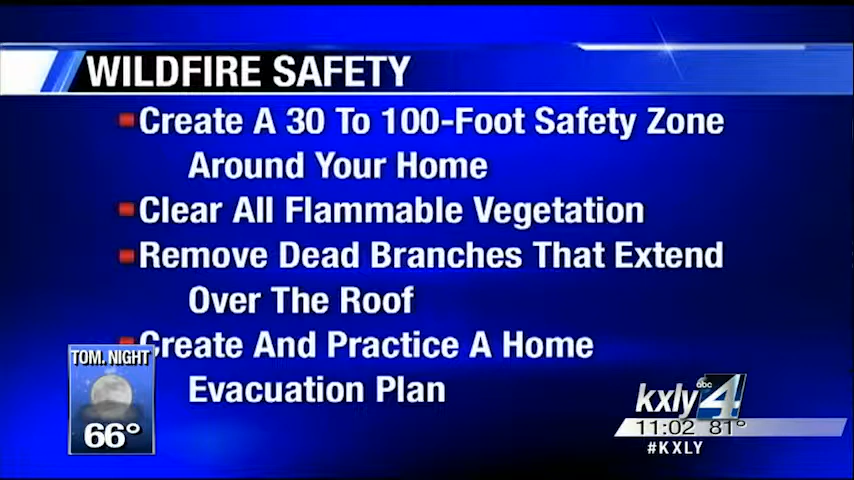 WILDFIRE SAFETY
Create A 30 To 100-Foot Safety Zone
Around Your Home
Clear All Flammable Vegetation
Remove Dead Branches That Extend
Over The Roof
Create And Practice A Home
Evacuation Plan
TOM. NIGHT
66°
kxly abc 4
11:02 81°
#KXLY